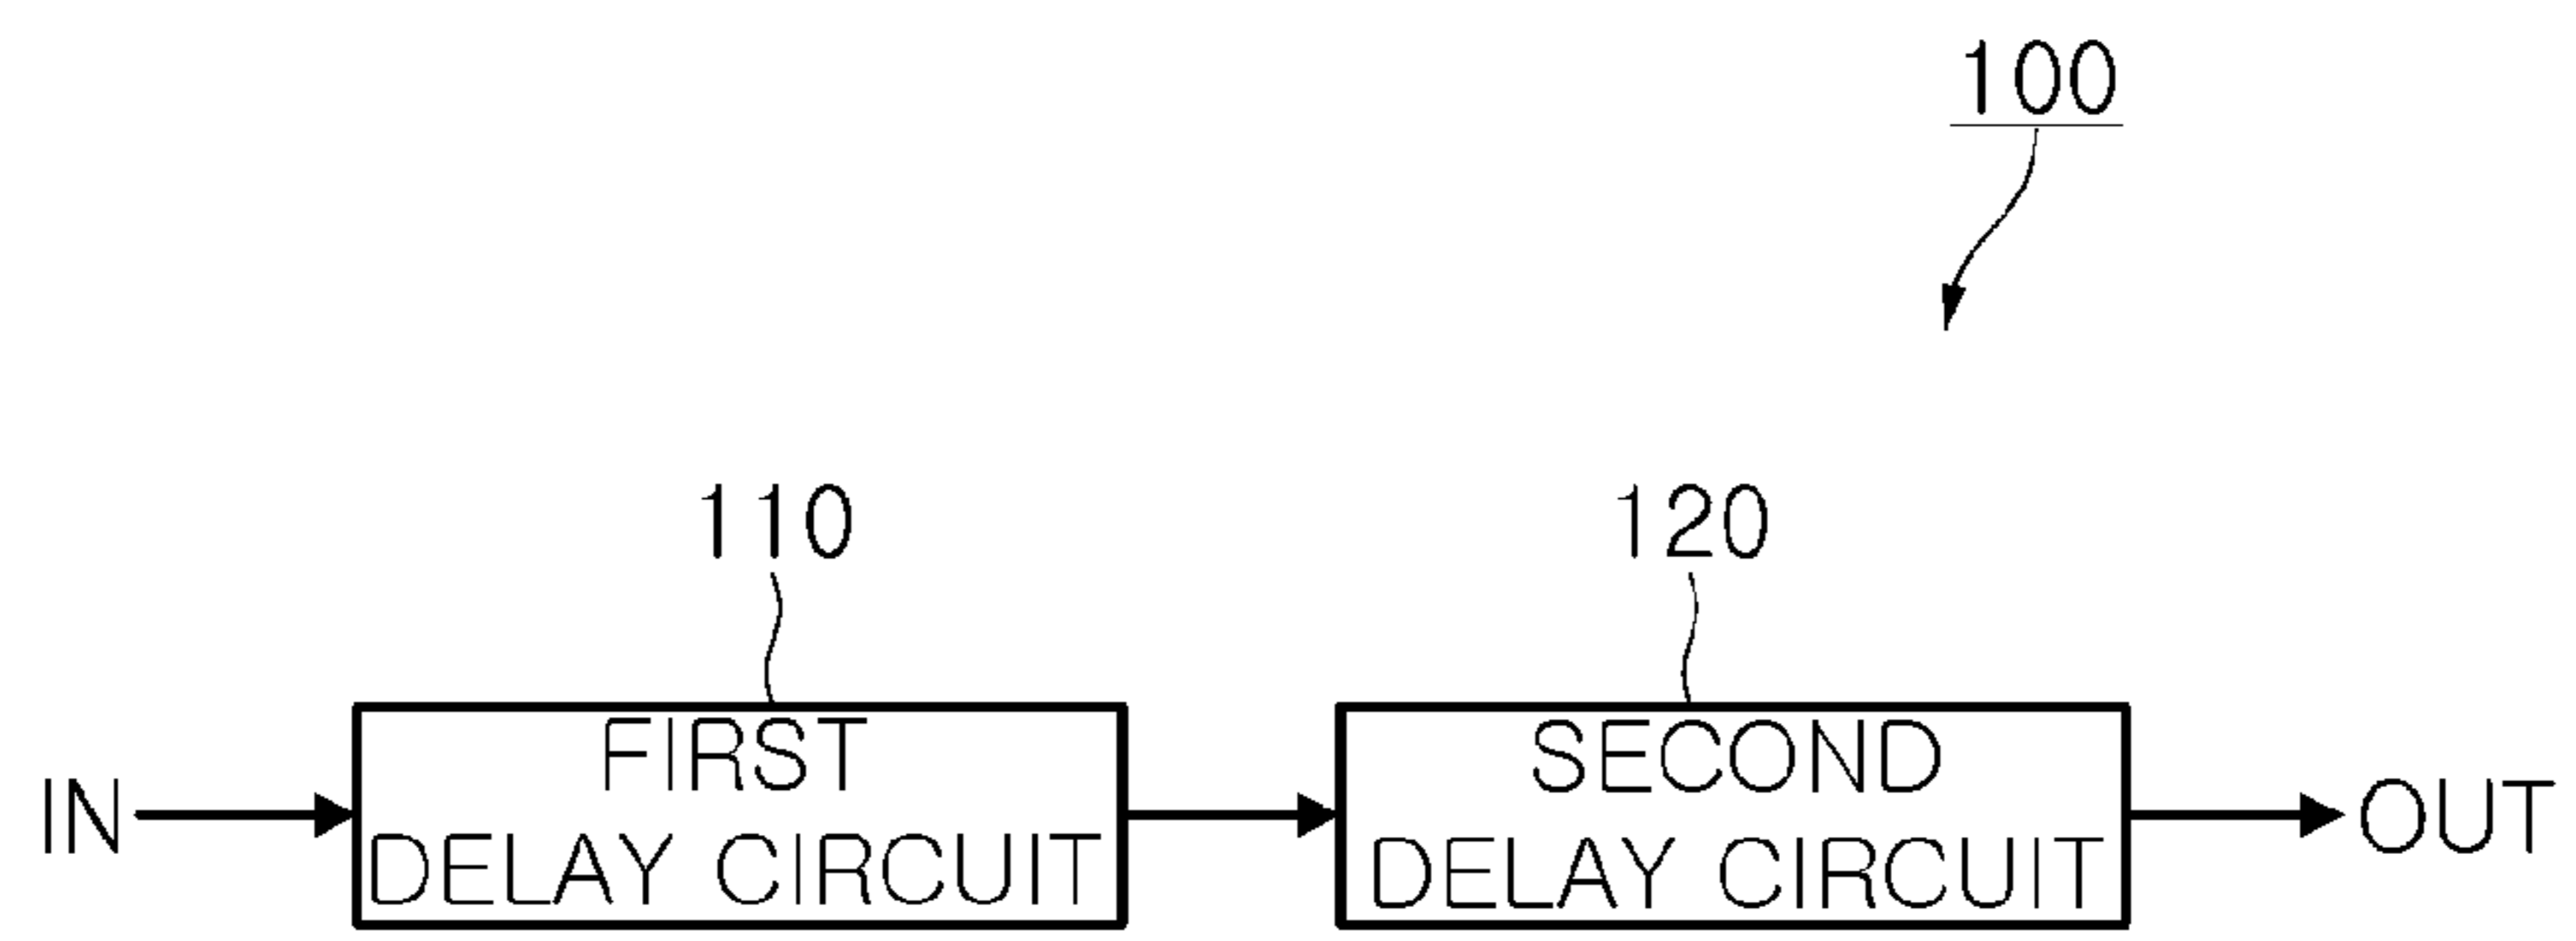 100
110
120
IN
FIRST
DELAY CIRCUIT
SECOND
DELAY CIRCUIT
OUT